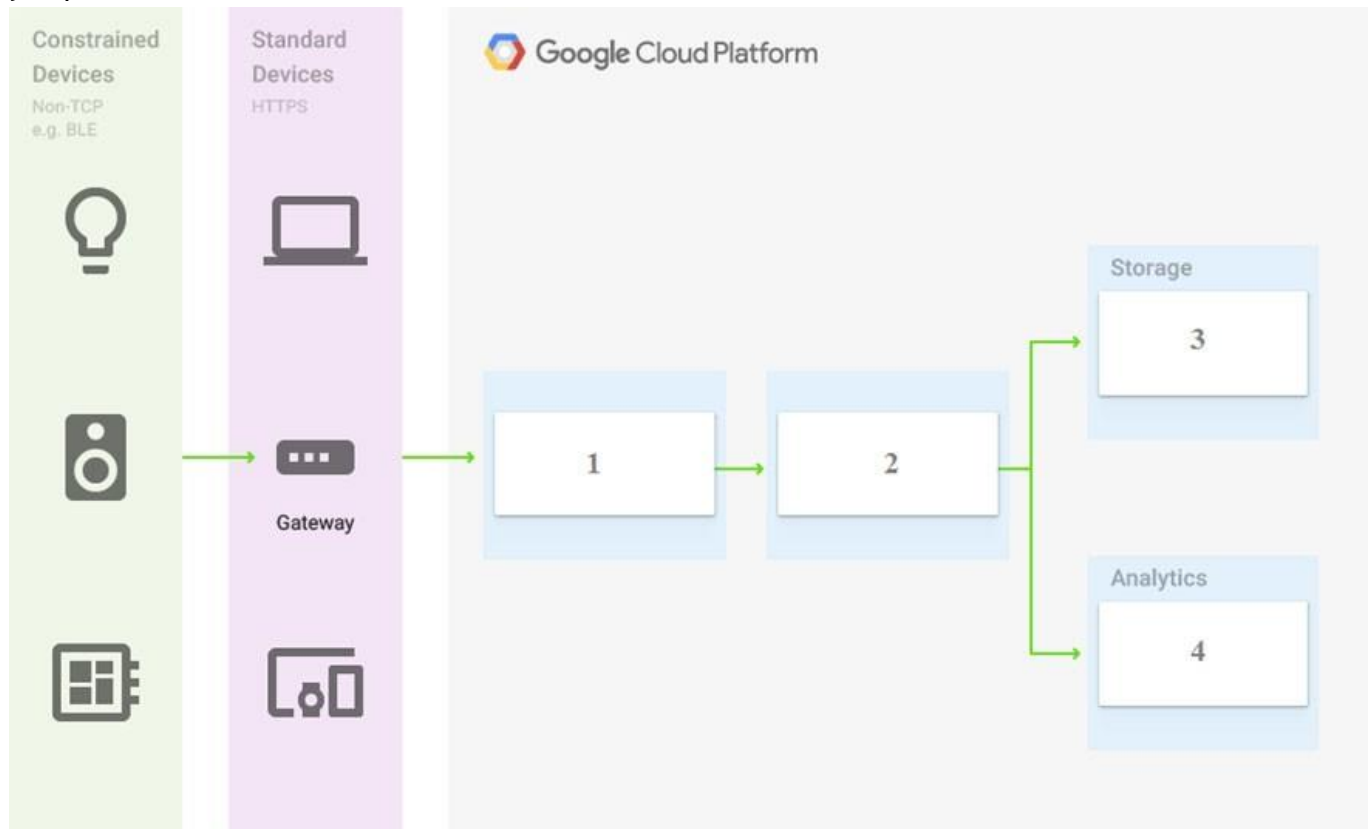 Constrained
Devices
Non-TCP
e.g. BLE
Standard
Devices
HTTPS
Google Cloud Platform
Gateway
1
2
Storage
3
Analytics
4